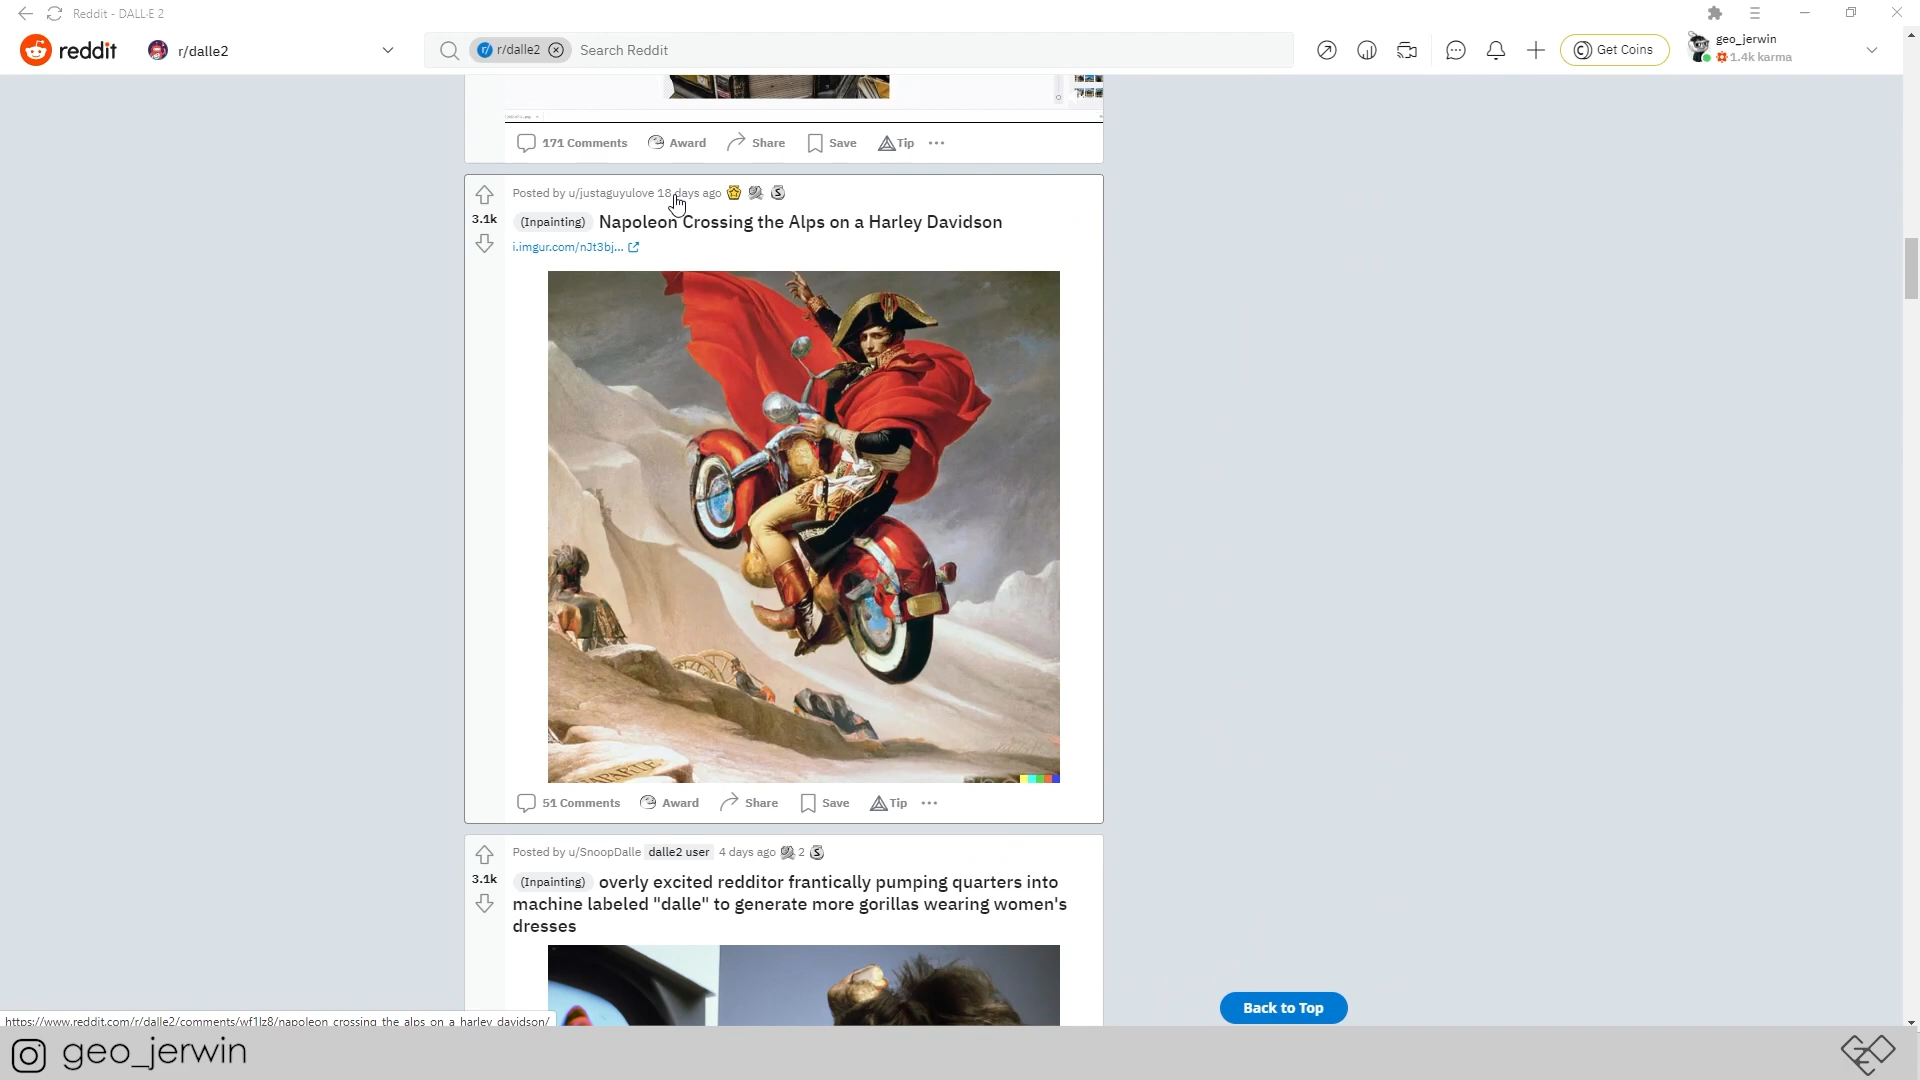 Reddit - DALL·E 2
reddit
r/dalle2
r/dalle2
Search Reddit
Get Coins
geo_jerwin
1.4k karma
171 Comments
Award
Share
Save
Tip
Posted by u/justaguyulove 18 days ago
3.1k
(Inpainting) Napoleon Crossing the Alps on a Harley Davidson
i.imgur.com/nJt3bj...
51 Comments
Award
Share
Save
Tip
Posted by u/SnoopDalle dalle2 user 4 days ago 2
3.1k
(Inpainting) overly excited redditor frantically pumping quarters into
machine labeled "dalle" to generate more gorillas wearing women's
dresses
Back to Top
https://www.reddit.com/r/dalle2/comments/wf1lz8/napoleon_crossing_the_alps_on_a_harley_davidson/
geo_jerwin